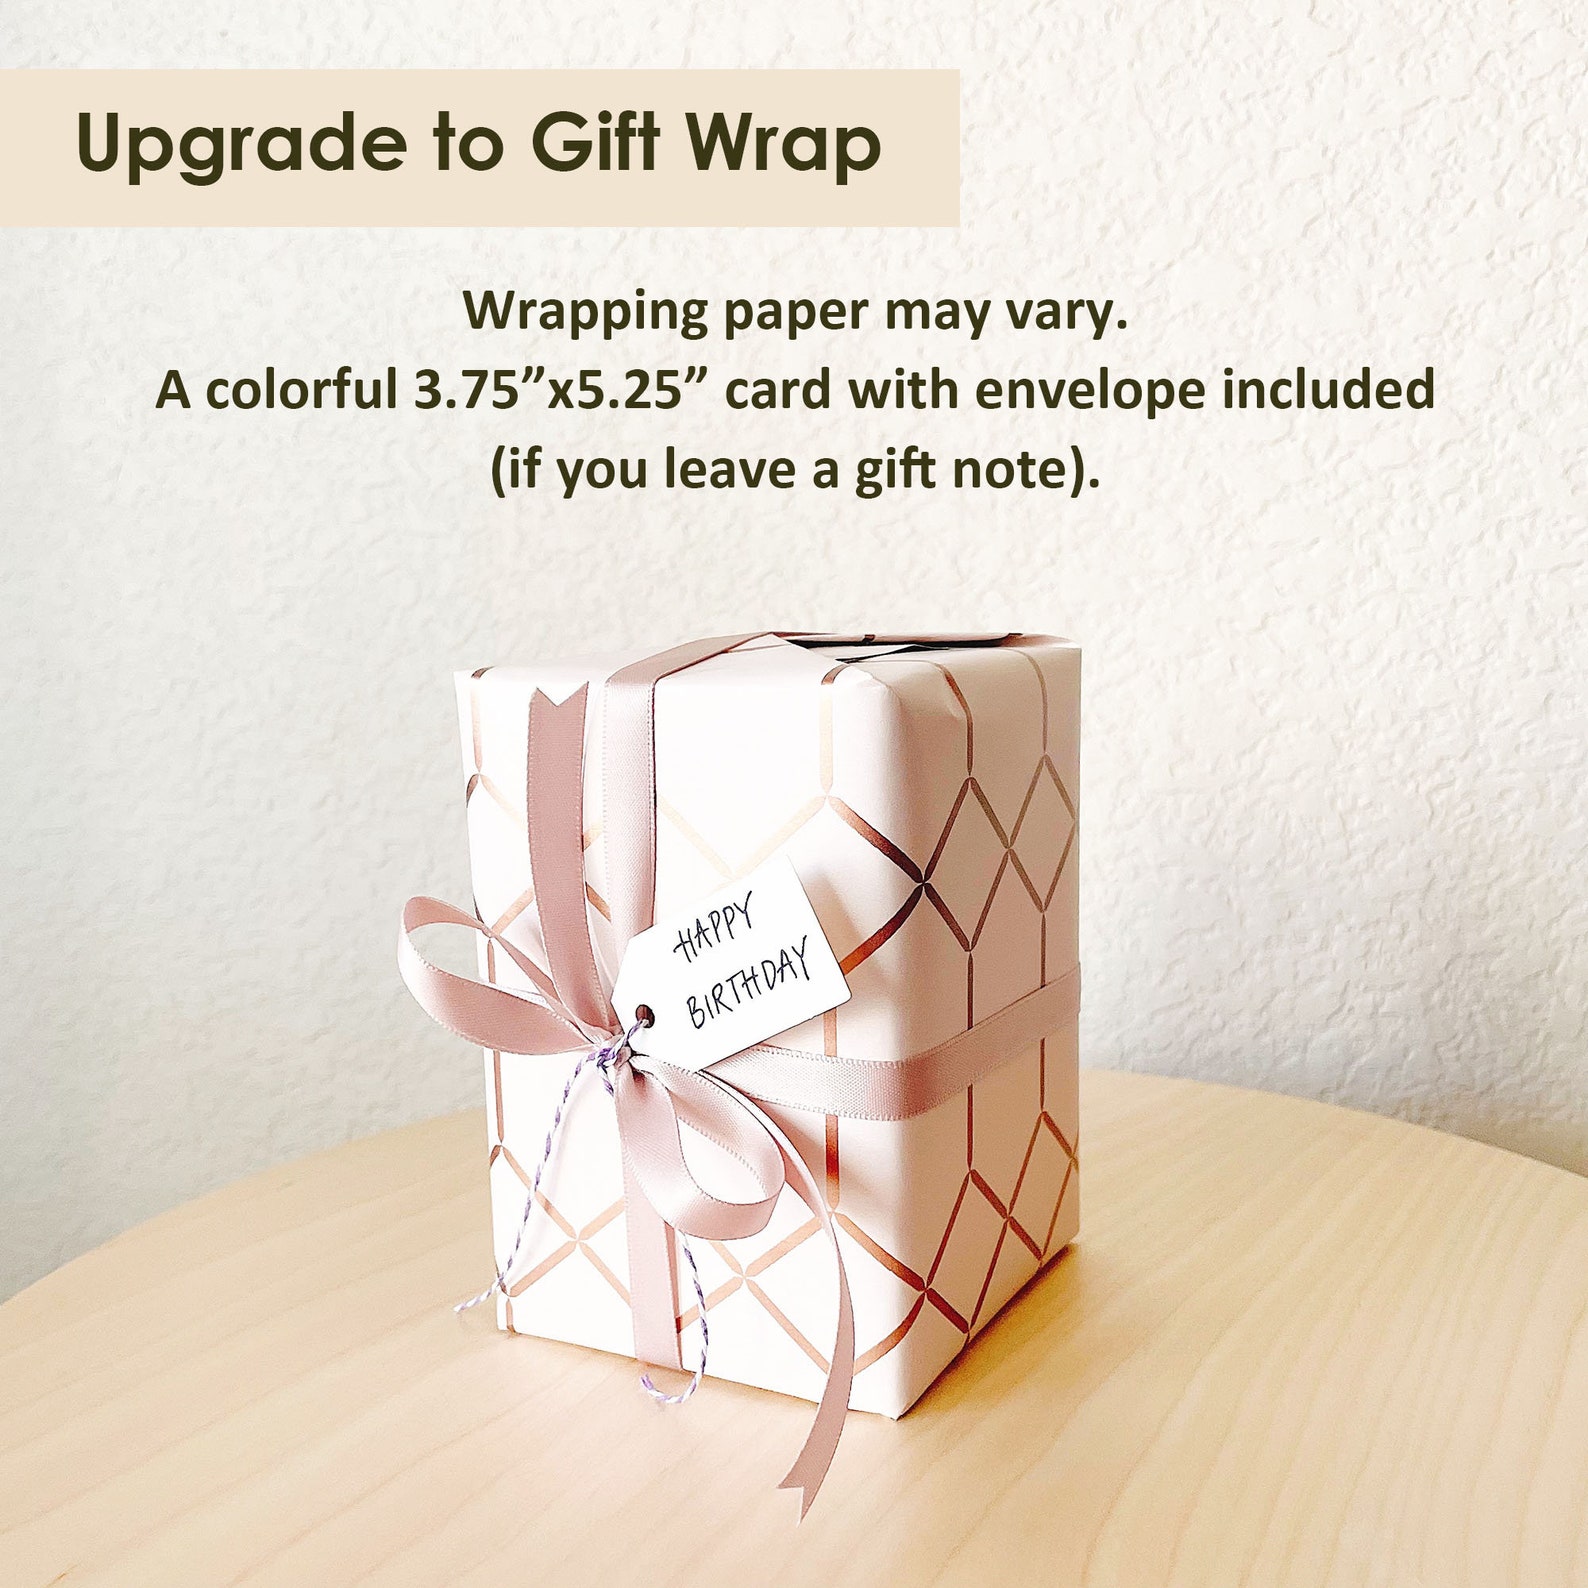 Upgrade to Gift Wrap
Wrapping paper may vary.
A colorful 3.75”x5.25” card with envelope included
(if you leave a gift note).
HAPPY
BIRTHDAY